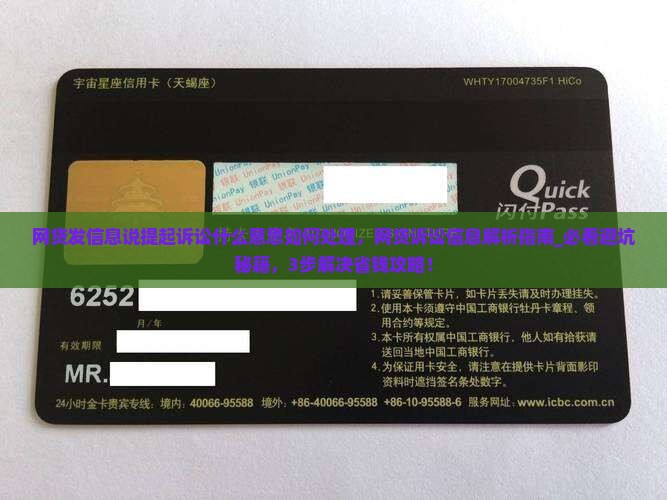 宇宙星座信用卡（天蝎座）
WHTY17004735F1 HiCo
UnionPay 银联 UnionPay 银联 UnionPay
Quick
闪付Pass
网贷发信息说提起诉讼什么意思如何处理，网贷诉讼信息解析指南_必看避坑
秘籍，3步解决省钱攻略！
6252
月/年
有效期限
MR.
1.请妥善保管卡片，如卡片丢失请及时办理挂失。
2.使用本卡须遵守中国工商银行牡丹卡章程、领
用合约等规定。
3.本卡所有权属中国工商银行，他人如有拾获请
送回当地中国工商银行。
4.为保证用卡安全，请注意在提供卡片背面影印
资料时遮挡签名条处数字。
24小时金卡贵宾专线：境内：40066-95588 境外：+86-40066-95588 +86-10-95588-6 服务网址：www.icbc.com.cn